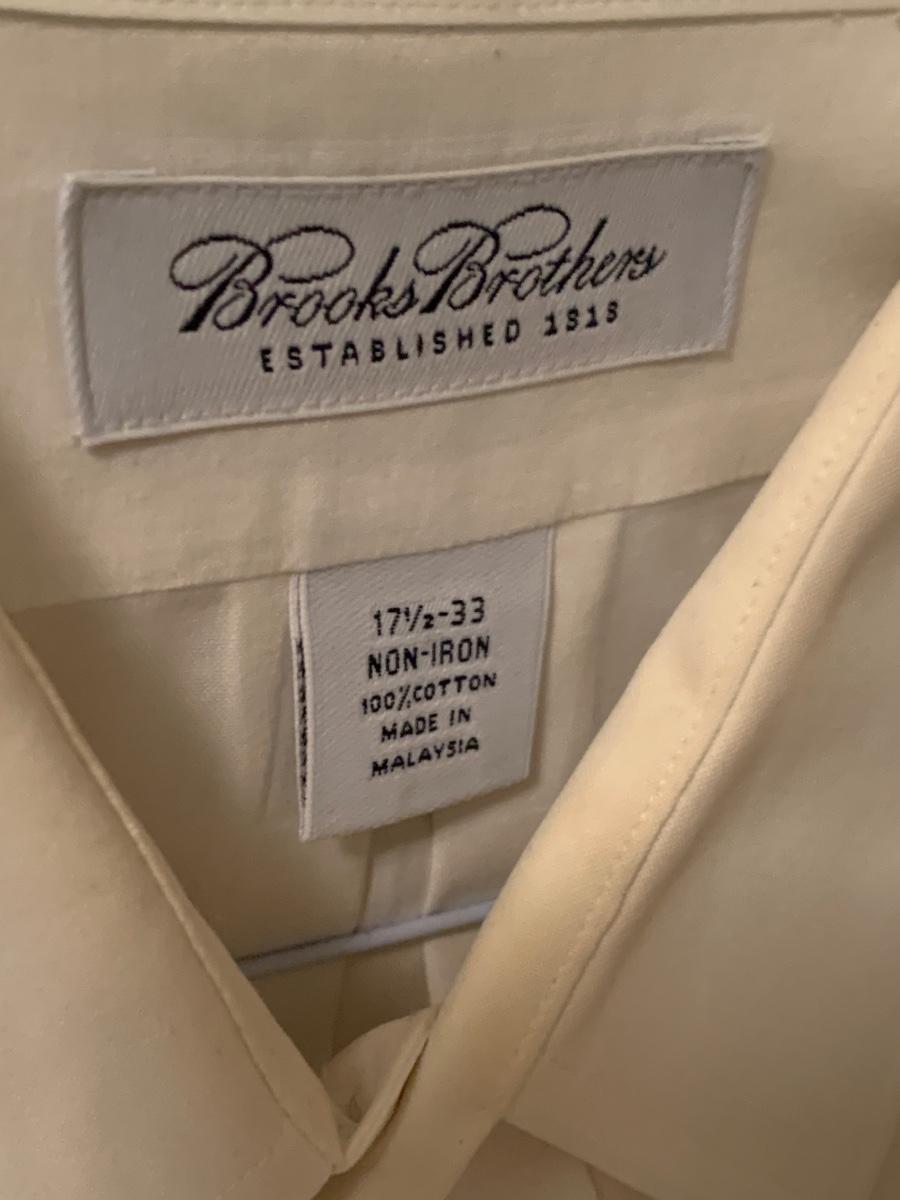 Brooks Brothers
ESTABLISHED 1818
17½-33
NON-IRON
100%COTTON
MADE IN
MALAYSIA